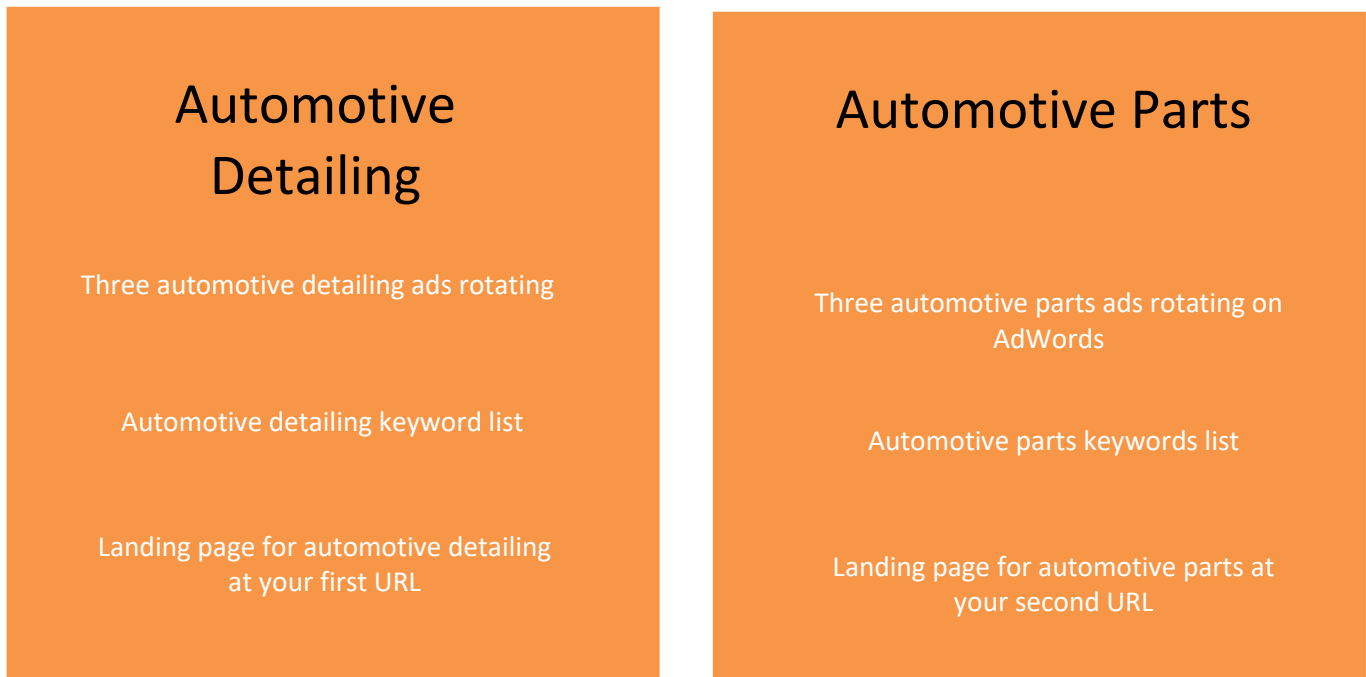 Automotive
Detailing
Three automotive detailing ads rotating
Automotive detailing keyword list
Landing page for automotive detailing
at your first URL
Automotive Parts
Three automotive parts ads rotating on
AdWords
Automotive parts keywords list
Landing page for automotive parts at
your second URL